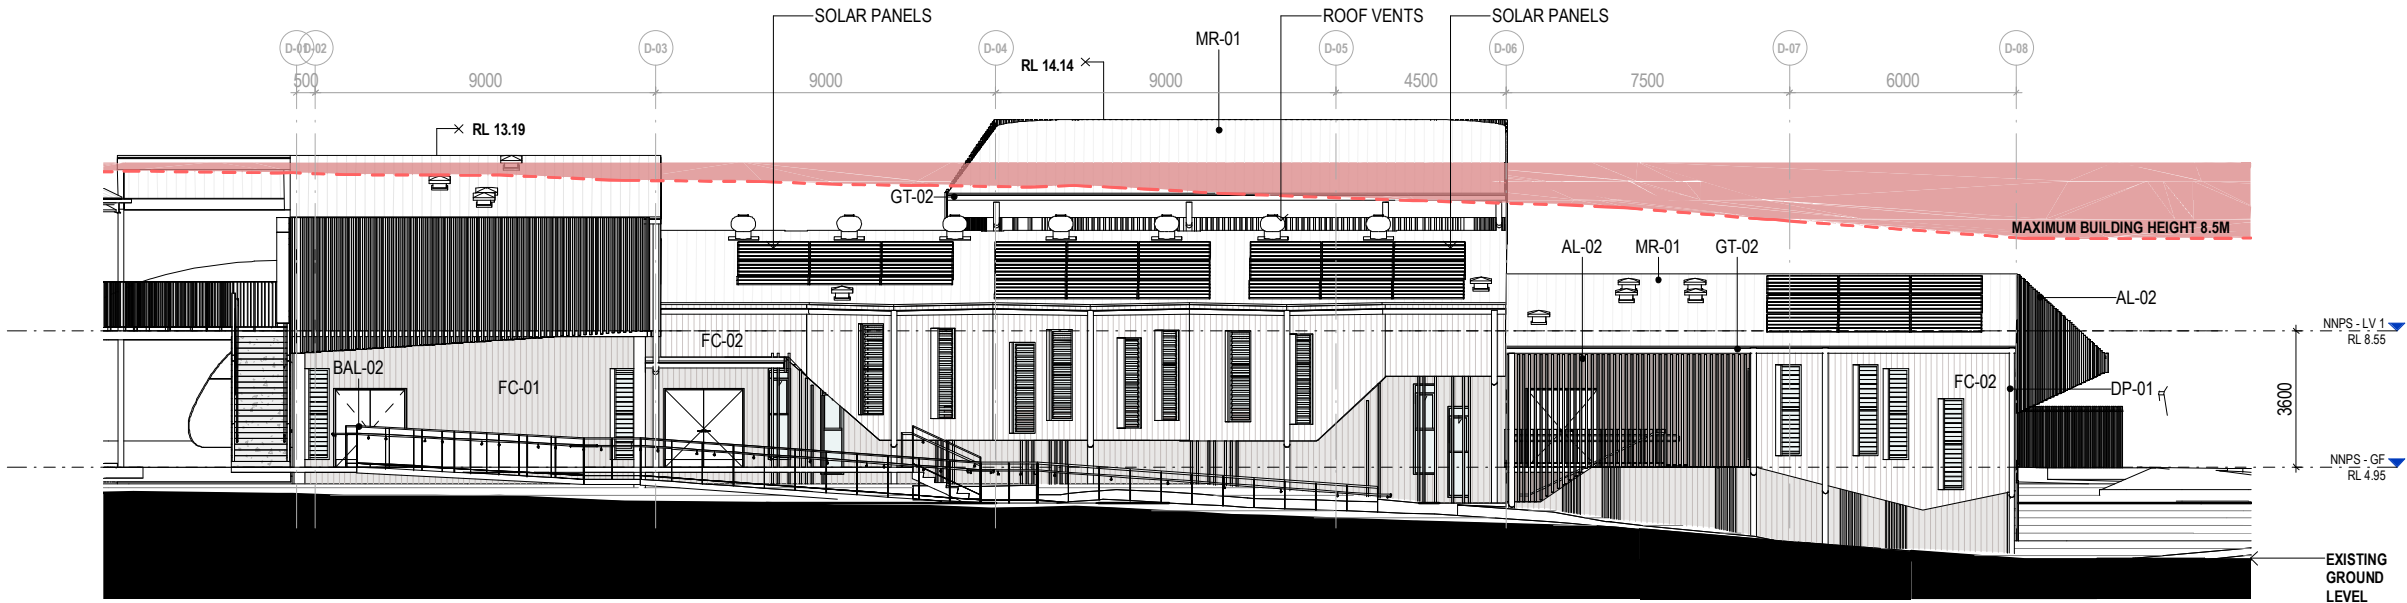 SOLAR PANELS
ROOF VENTS
SOLAR PANELS
D-01
D-02
D-03
D-04
D-05
D-06
D-07
D-08
MR-01
RL 14.14
500
9000
9000
9000
4500
7500
6000
RL 13.19
GT-02
MAXIMUM BUILDING HEIGHT 8.5M
AL-02
MR-01
GT-02
AL-02
NNPS - LV 1
RL 8.55
FC-02
BAL-02
FC-01
FC-02
DP-01
3600
NNPS - GF
RL 4.95
EXISTING
GROUND
LEVEL